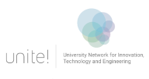 unite!
University Network for Innovation,
Technology and Engineering